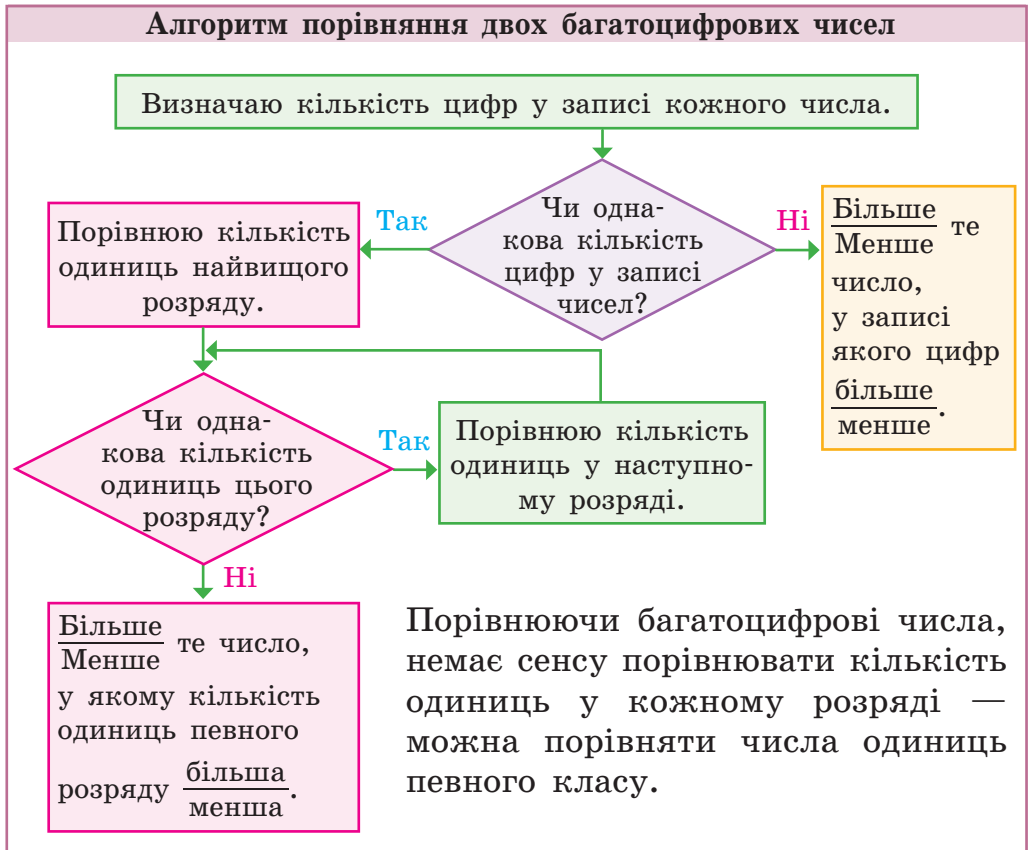 Алгоритм порівняння двох багатоцифрових чисел
Визначаю кількість цифр у записі кожного числа.
Чи одна-
кова кількість
цифр у записі
чисел?
Так
Ні
Порівнюю кількість
одиниць найвищого
розряду.
Більше
Менше те
число,
у записі
якого цифр
більше
менше.
Чи одна-
кова кількість
одиниць цього
розряду?
Так
Порівнюю кількість
одиниць у наступно-
му розряді.
Ні
Більше
Менше те число,
у якому кількість
одиниць певного
розряду більша
менша.
Порівнюючи багатоцифрові числа,
немає сенсу порівнювати кількість
одиниць у кожному розряді —
можна порівняти числа одиниць
певного класу.